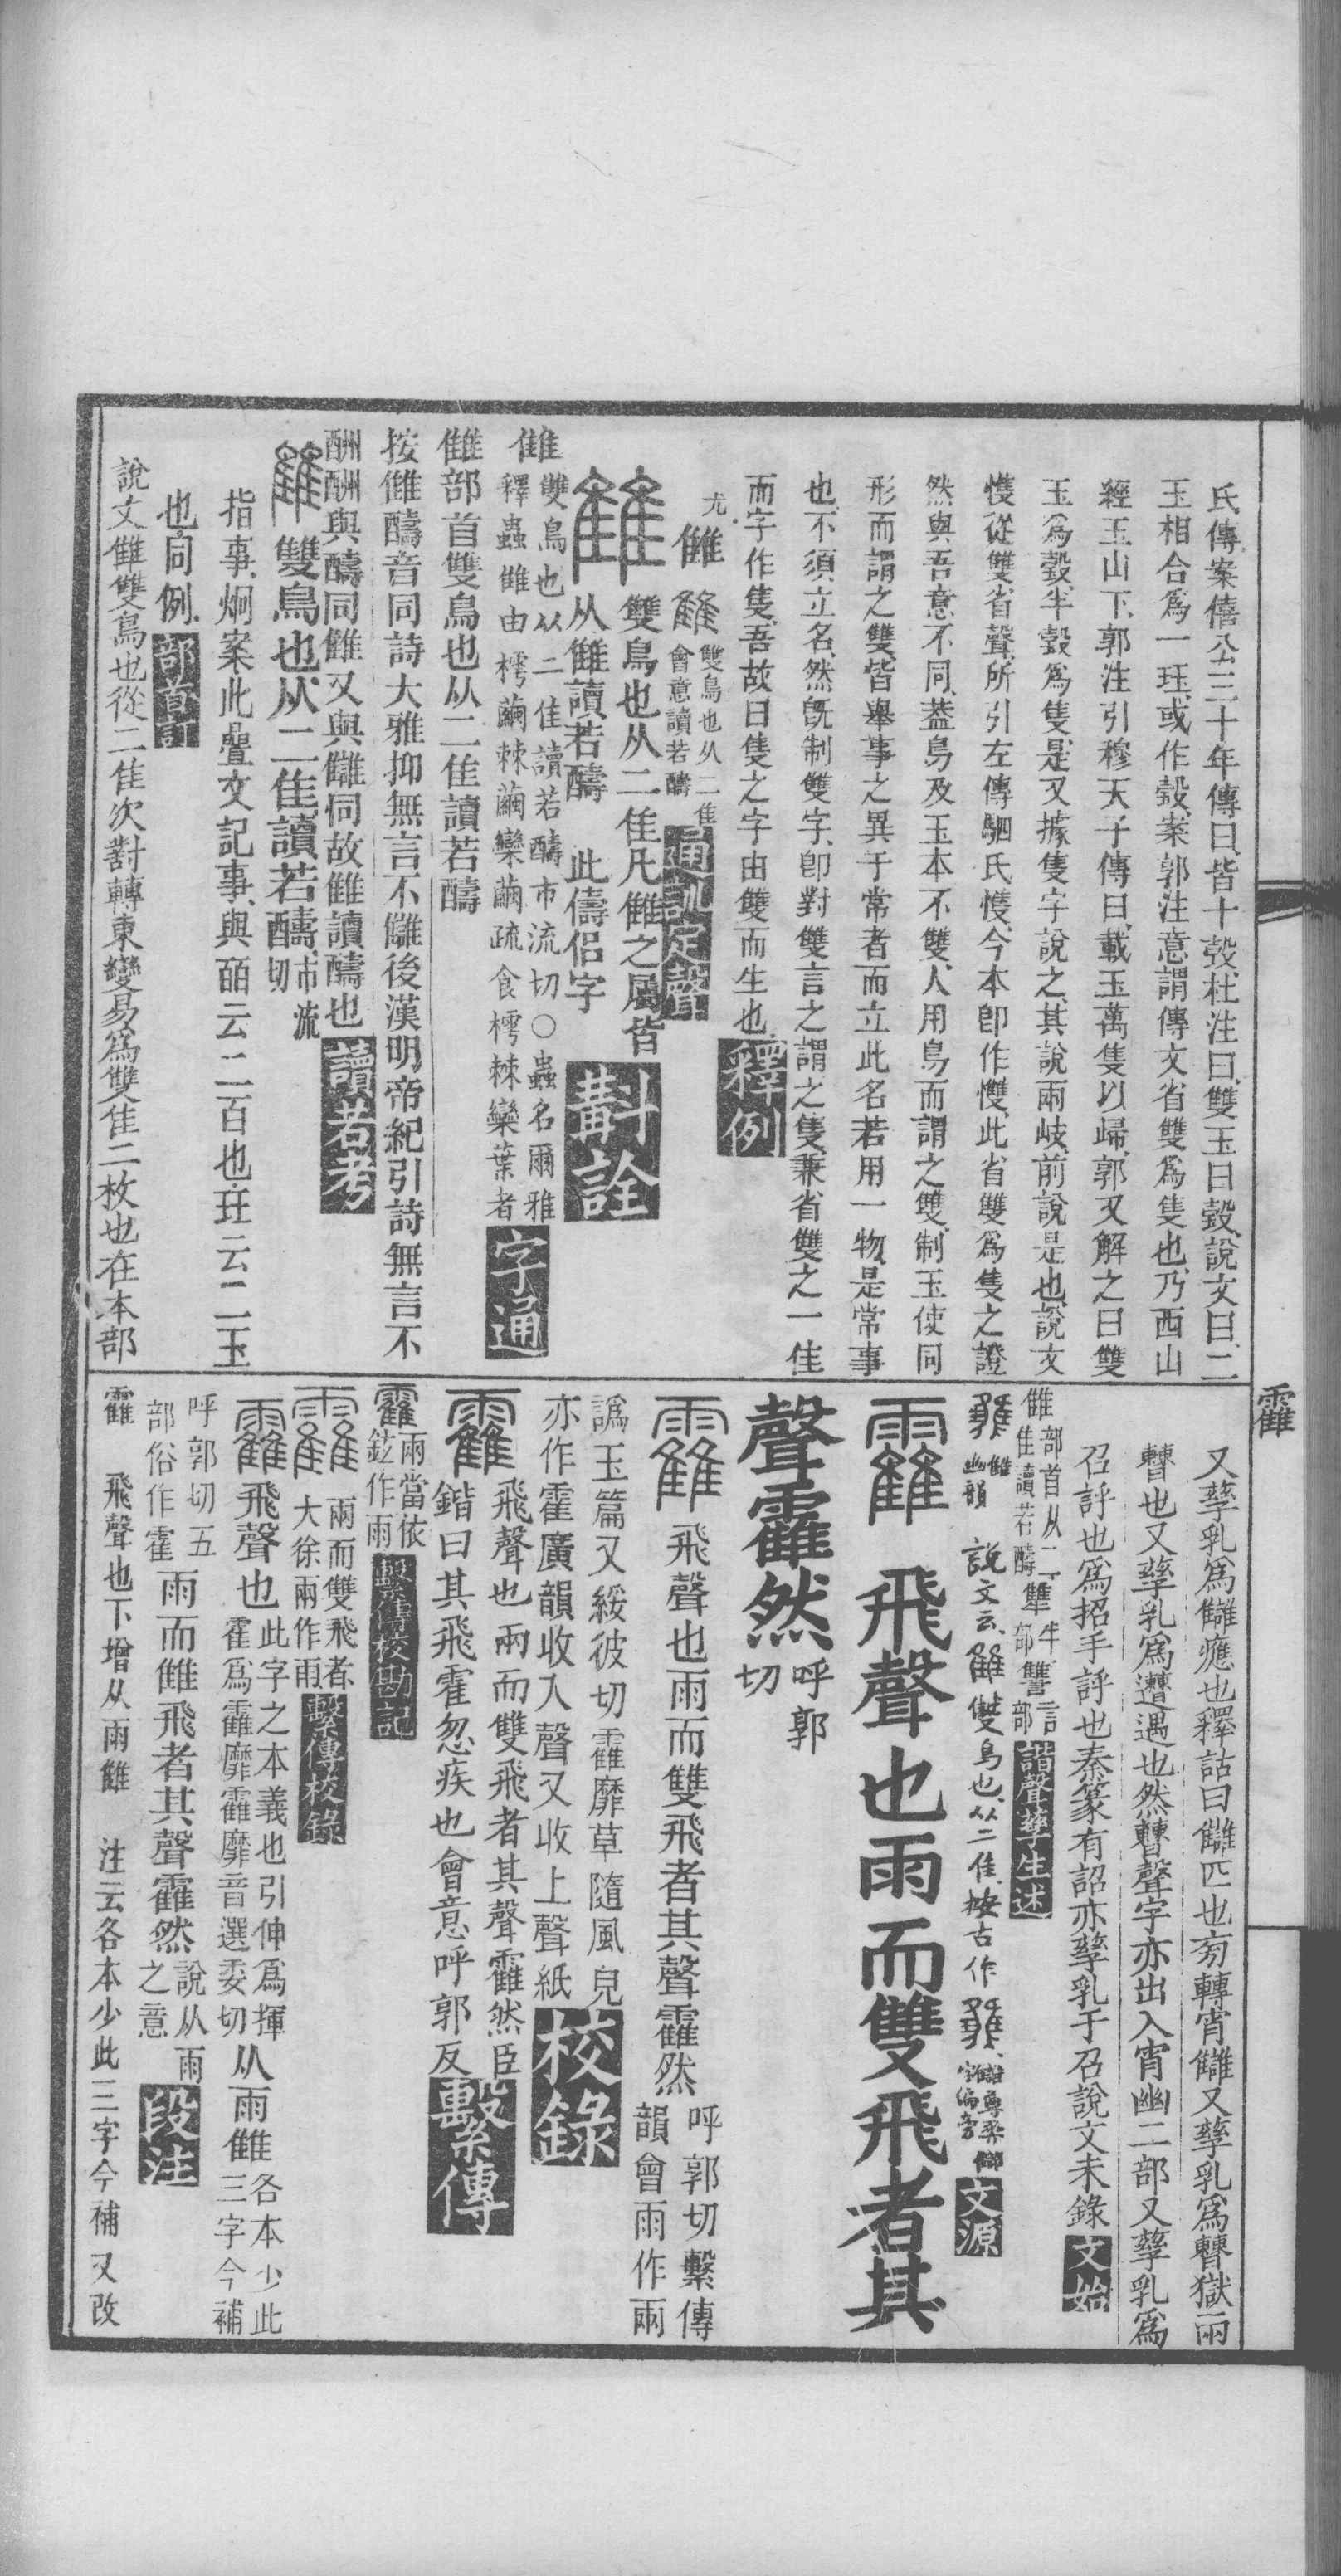 氏傳案僖公三十年傳曰皆十瑴杜注曰雙玉曰瑴說文曰二
玉相合爲一珏或作瑴案郭注意謂傳文省雙爲隻也乃西山
經玉山下郭注引穆天子傳曰載玉萬隻以歸郭又解之曰雙
玉爲瑴半瑴爲隻是又據隻字說之其說兩岐前說是也說文
愯從雙省聲所引左傳駟氏愯今本卽作㩳此省雙爲隻之證
然與吾意不同葢鳥及玉本不雙人用鳥而謂之雙制玉使同
形而謂之雙皆舉事之異于常者而立此名若用一物是常事
也不須立名然旣制雙字卽對雙言之謂之隻兼省雙之一隹
而字作隻吾故曰隻之字由雙而生也釋例
尤雔 雔 雙鳥也从二隹會意讀若醻通訓定聲
雔 雙鳥也从二隹凡雔之屬皆
从雔讀若醻 此儔侶字斠詮
雔 雙鳥也从二隹讀若醻市流切○蟲名爾雅
釋蟲雔由樗繭棘繭欒繭疏食樗棘欒葉者字通
雔部首雙鳥也从二隹讀若醻
按雔醻音同詩大雅抑無言不讎後漢明帝紀引詩無言不
酬酬與醻同雔又與讎同故雔讀醻也讀若考
雔 雙鳥也从二隹讀若醻市流切
指事炯案此曡文記事與皕云二百也珏云二玉
也同例部首訂
說文雔雙鳥也從二隹次對轉東變易爲雙隹二枚也在本部
又孳乳爲讎應也釋詁曰讎匹也㫄轉宵讎又孳乳爲㯥獄兩
㯥也又孳乳爲遭遇也然㯥聲字亦出入宵幽二部又孳乳爲
召評也爲招手評也秦篆有詔亦孳乳于召說文未錄文始
雔部首从二隹讀若醻犨牛部讐言部諧聲孳生述
雔幽韻 說文云雔雙鳥也从二隹按古作文源
靃 飛聲也雨而雙飛者其
聲靃然呼郭切
靃 飛聲也雨而雙飛者其聲靃然呼郭切繫傳韻會雨作兩
譌玉篇又綏彼切靃靡草隨風皃
亦作霍廣韻收入聲又收上聲紙校錄
靃 飛聲也雨而雙飛者其聲靃然臣
鍇曰其飛霍忽疾也會意呼郭反繫傳
靃雨當依鉉作雨繫傳校勘記
靃 兩而雙飛者大徐兩作雨繫傳校錄
靃飛聲也此字之本義也引伸爲揮霍爲靃靡靃靡音選委切从雨雔各本少此三字今補
呼郭切五部俗作霍雨而雔飛者其聲靃然說从雨之意段注
靃 飛聲也下增从雨雔 注云各本少此三字今補又改
靃